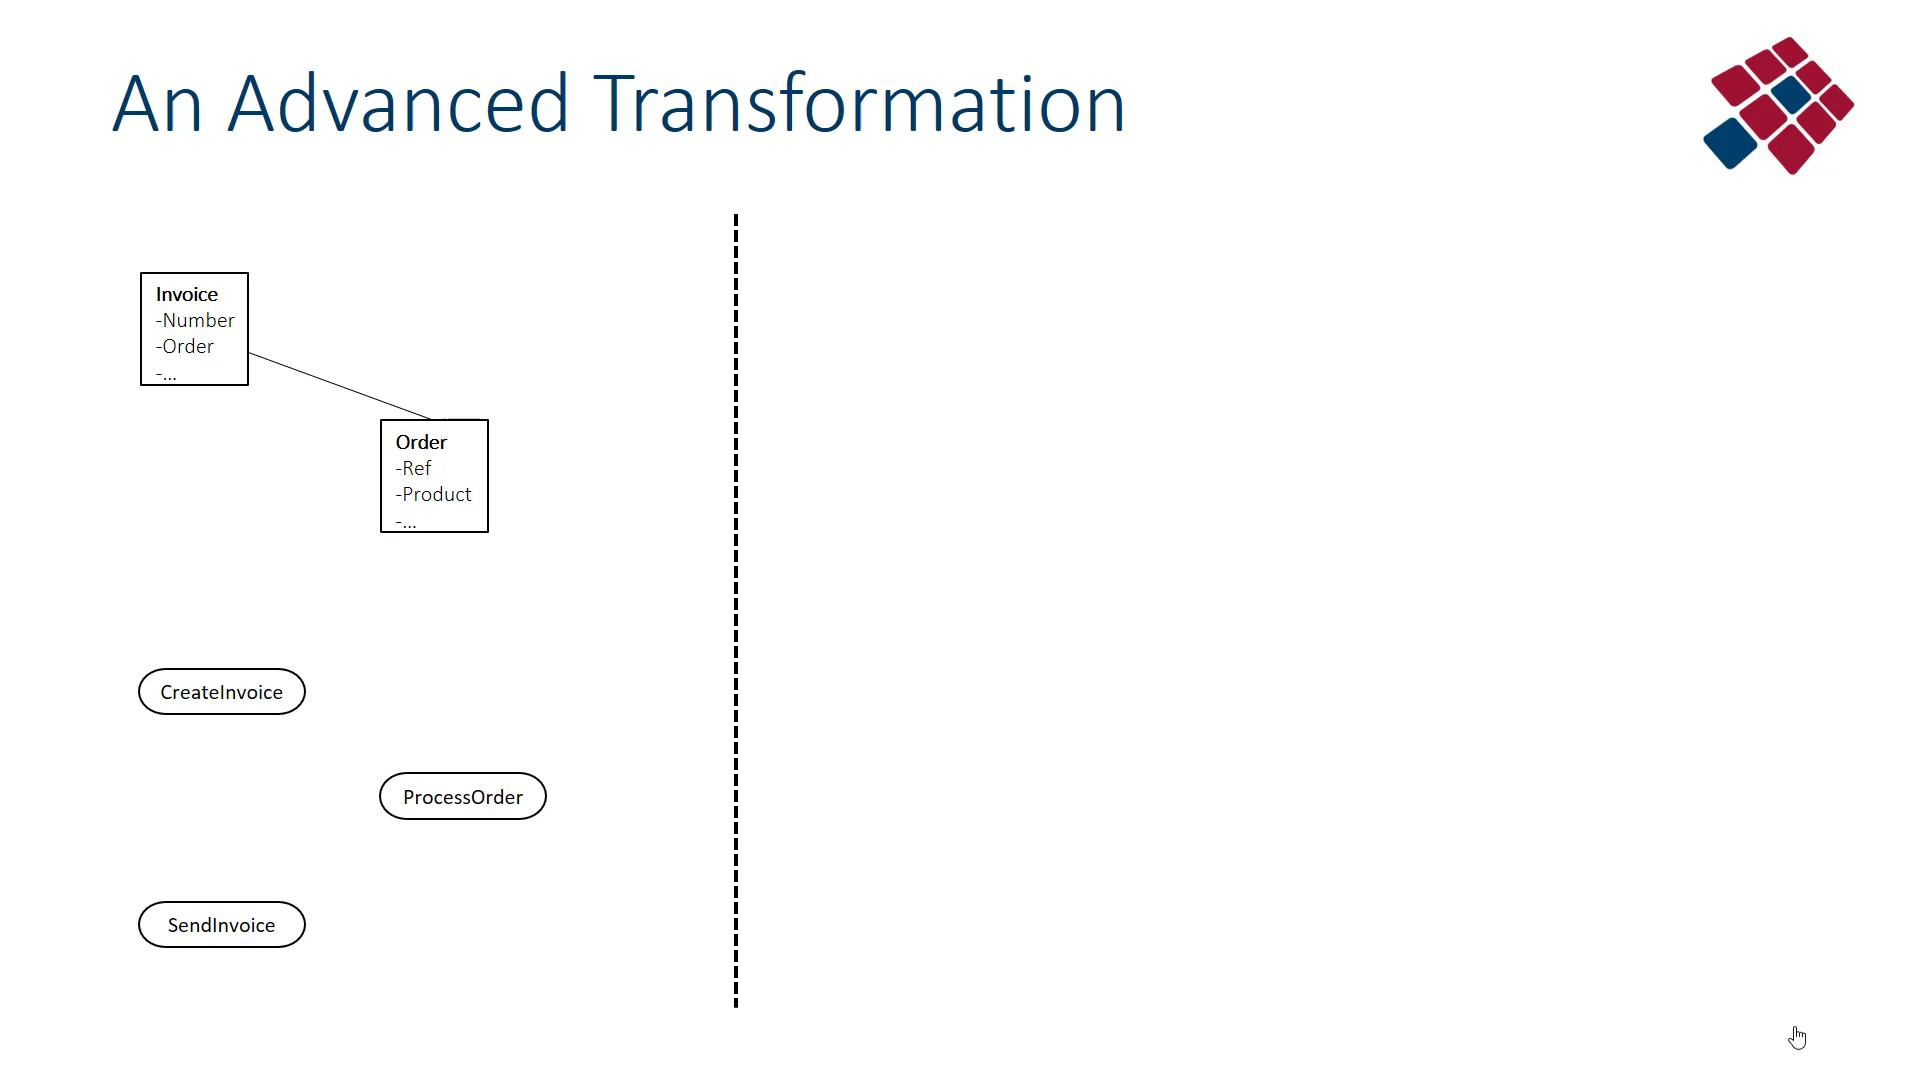 An Advanced Transformation
Invoice
-Number
-Order
-...
Order
-Ref
-Product
-...
CreateInvoice
ProcessOrder
SendInvoice